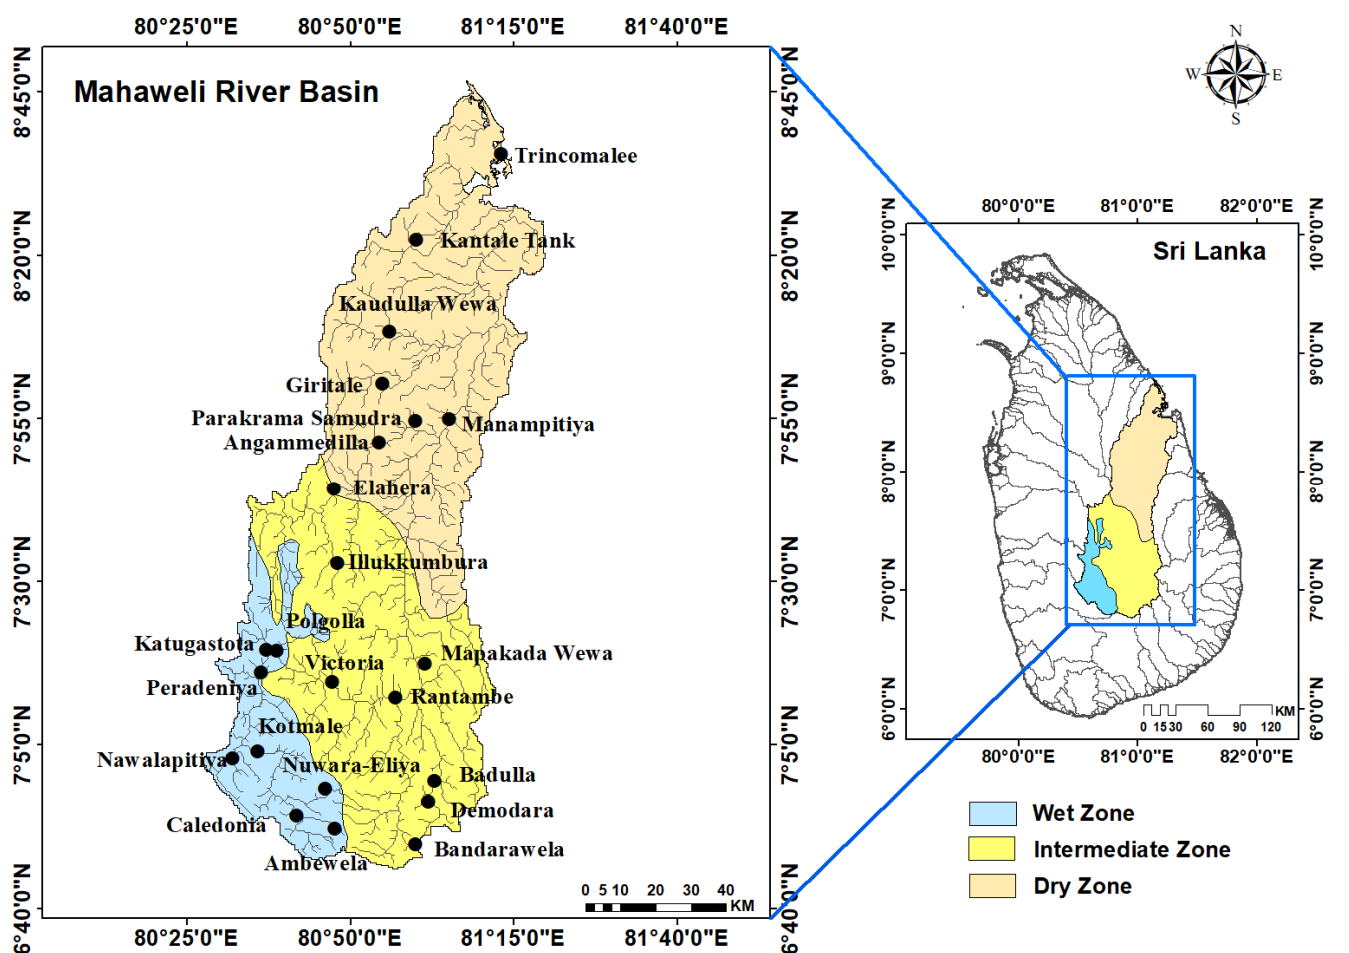 80°25'0"E 80°50'0"E 81°15'0"E 81°40'0"E
Mahaweli River Basin
8°45'0"N
8°20'0"N
7°55'0"N
7°30'0"N
7°5'0"N
6°40'0"N
Trincomalee
Kantale Tank
Kaudulla Wewa
Giritale
Parakrama Samudra
Manampitiya
Angammedilla
Elahera
Illukkumbura
Polgolla
Katugastota
Victoria
Mapakada Wewa
Peradeniya
Rantambe
Kotmale
Nawalapitiya
Nuwara-Eliya
Badulla
Demodara
Caledonia
Bandarawela
Ambewela
0 5 10 20 30 40
KM
8°45'0"N
8°20'0"N
7°55'0"N
7°30'0"N
7°5'0"N
6°40'0"N
80°25'0"E 80°50'0"E 81°15'0"E 81°40'0"E
N
W E
S
80°0'0"E 81°0'0"E 82°0'0"E
Sri Lanka
10°0'0"N
9°0'0"N
8°0'0"N
7°0'0"N
6°0'0"N
10°0'0"N
9°0'0"N
8°0'0"N
7°0'0"N
6°0'0"N
KM
0 15 30 60 90 120
80°0'0"E 81°0'0"E 82°0'0"E
Wet Zone
Intermediate Zone
Dry Zone